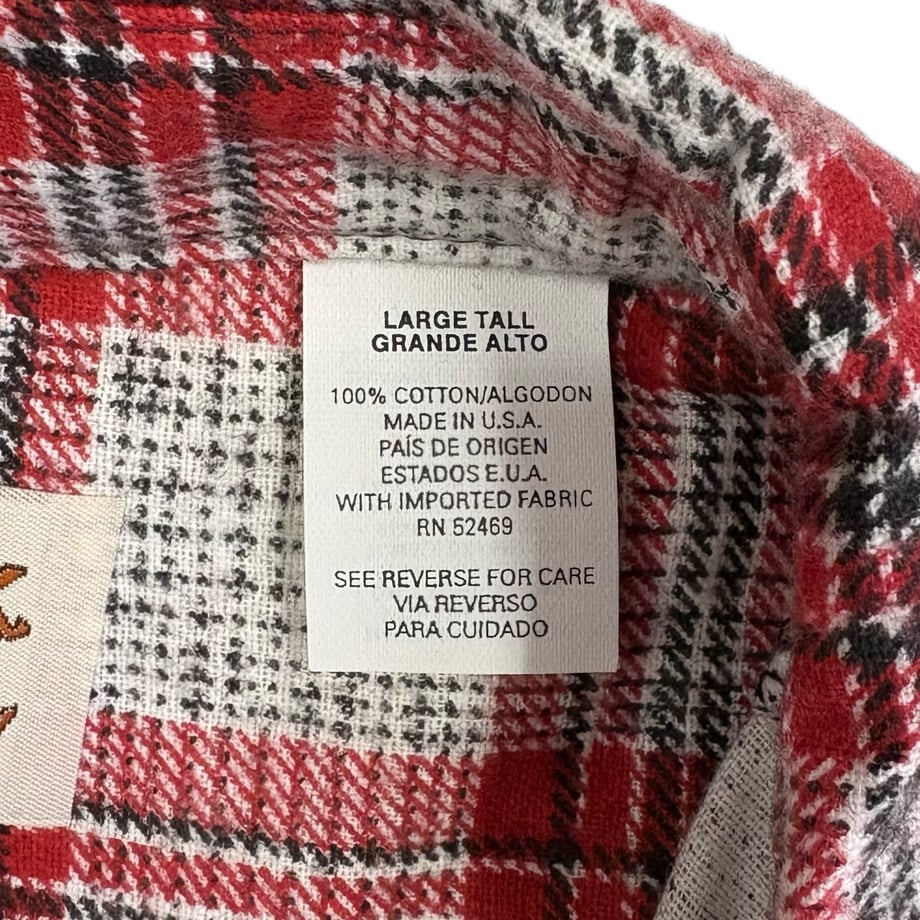 LARGE TALL
GRANDE ALTO
100% COTTON/ALGODON
MADE IN U.S.A.
PAÍS DE ORIGEN
ESTADOS E.U.A.
WITH IMPORTED FABRIC
RN 52469
SEE REVERSE FOR CARE
VIA REVERSO
PARA CUIDADO